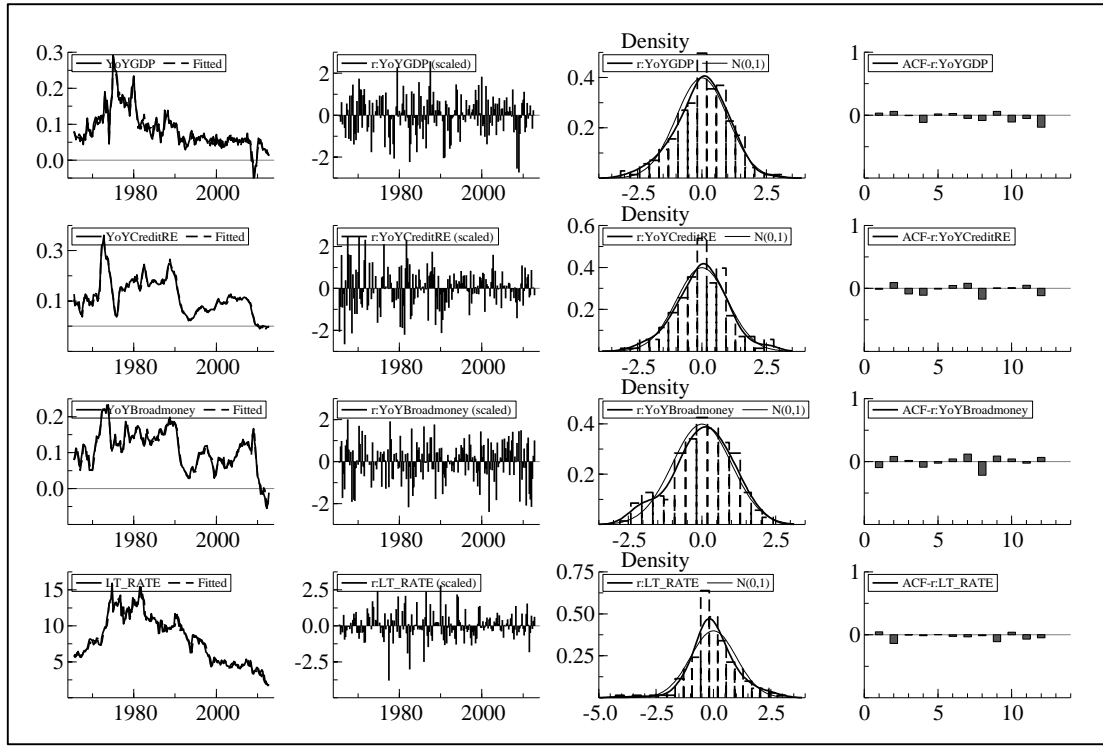 Density
0.3 YoYGDP Fitted 2 r:YoYGDP (scaled) r:YoYGDP N(0,1) 1 ACF-r:YoYGDP
0.2 0.4
0.1 0 0.2 0
0.0 -2
1980 2000 1980 2000 -2.5 0.0 2.5 0 5 10
Density
YoYCreditRE Fitted 2 r:YoYCreditRE (scaled) 0.6 r:YoYCreditRE N(0,1) 1 ACF-r:YoYCreditRE
0.3 0.4
0 0
0.1 0.2
-2
1980 2000 1980 2000 -2.5 0.0 2.5 0 5 10
Density
YoYBroadmoney Fitted r:YoYBroadmoney (scaled) r:YoYBroadmoney N(0,1) 1 ACF-r:YoYBroadmoney
0.2 2 0.4
0.1 0 0.2 0
0.0 -2
1980 2000 1980 2000 -2.5 0.0 2.5 0 5 10
Density
15 LT_RATE Fitted 2.5 r:LT_RATE (scaled) 0.75 r:LT_RATE N(0,1) 1 ACF-r:LT_RATE
10 0.0 0.50 0
5 -2.5 0.25
1980 2000 1980 2000 -5.0 -2.5 0.0 2.5 0 5 10